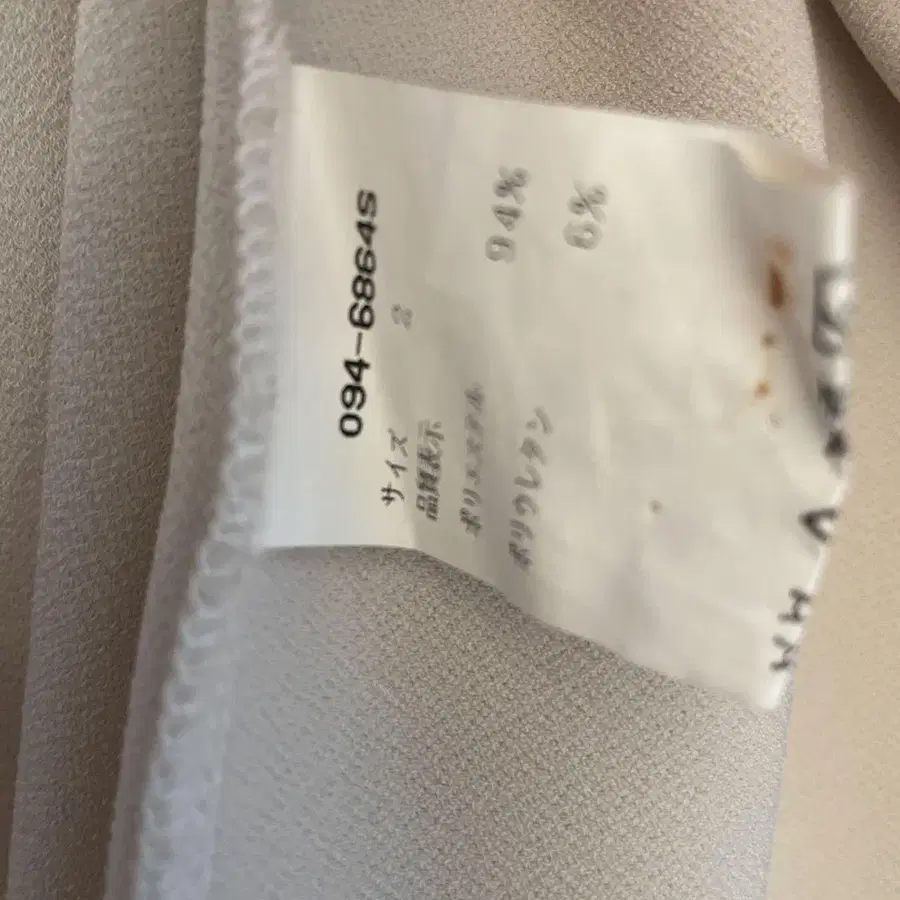 094-6864S
サイズ 2
品質表示
ポリエステル 94%
ポリウレタン 6%